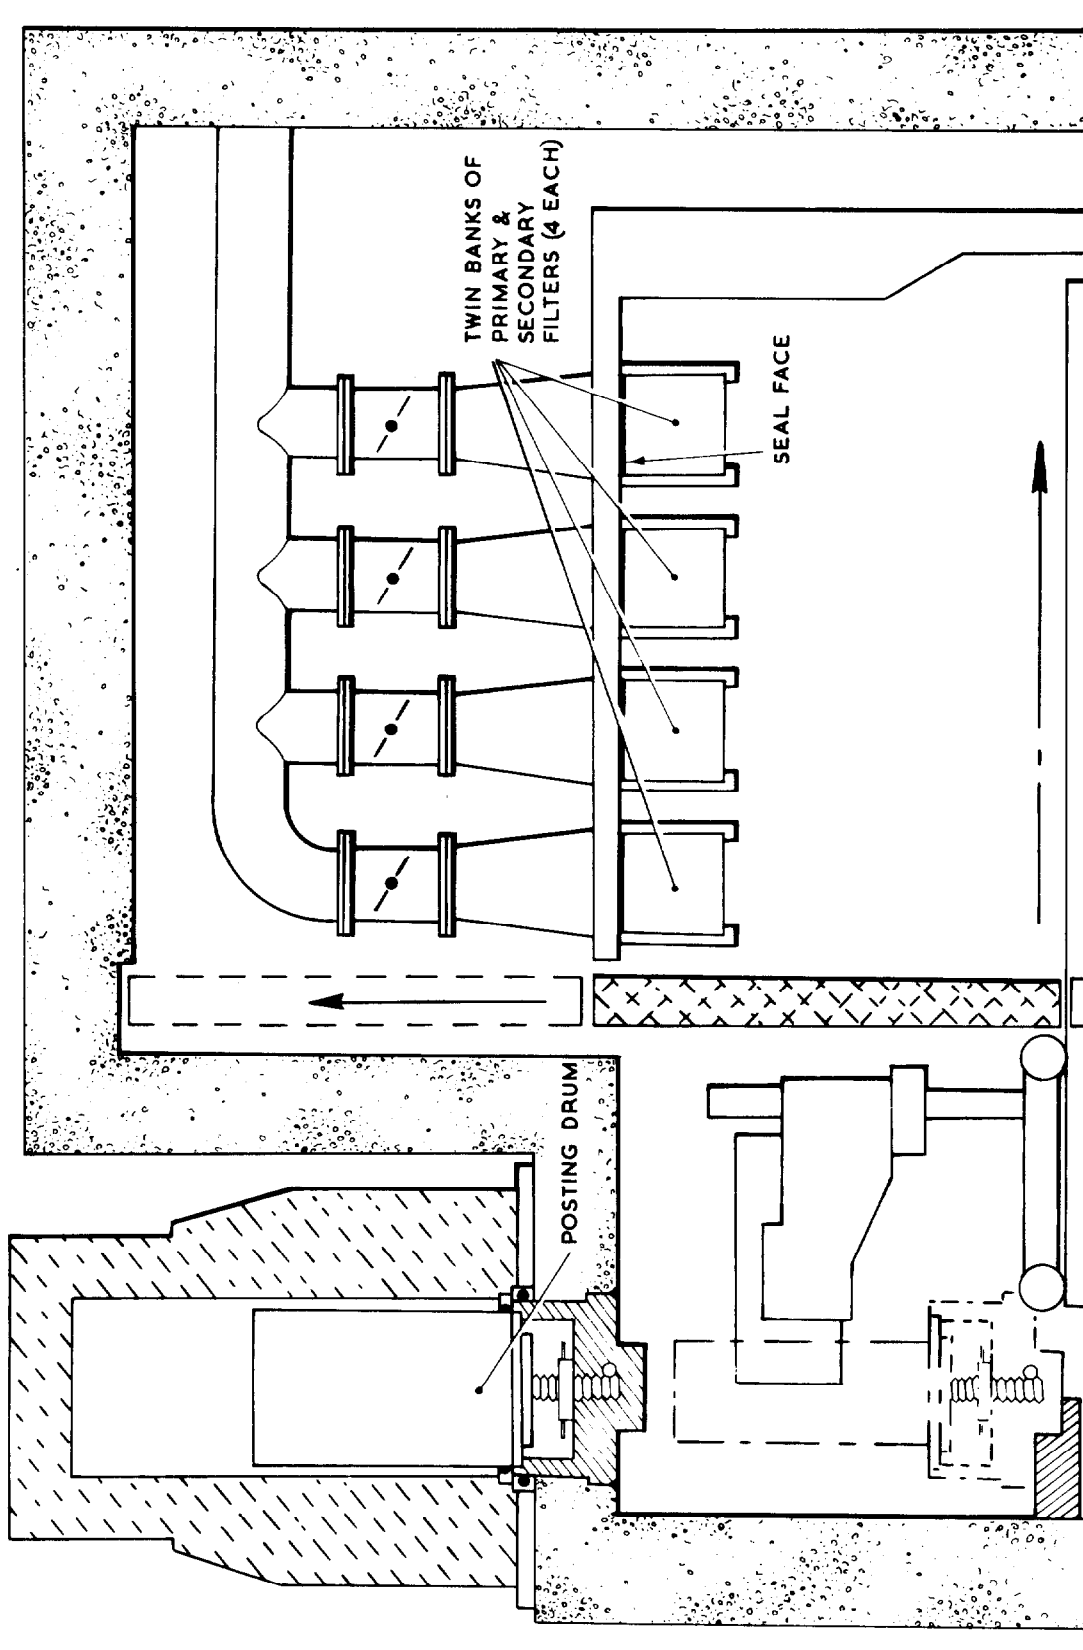 TWIN BANKS OF
PRIMARY &
SECONDARY
FILTERS (4 EACH)
SEAL FACE
POSTING DRUM